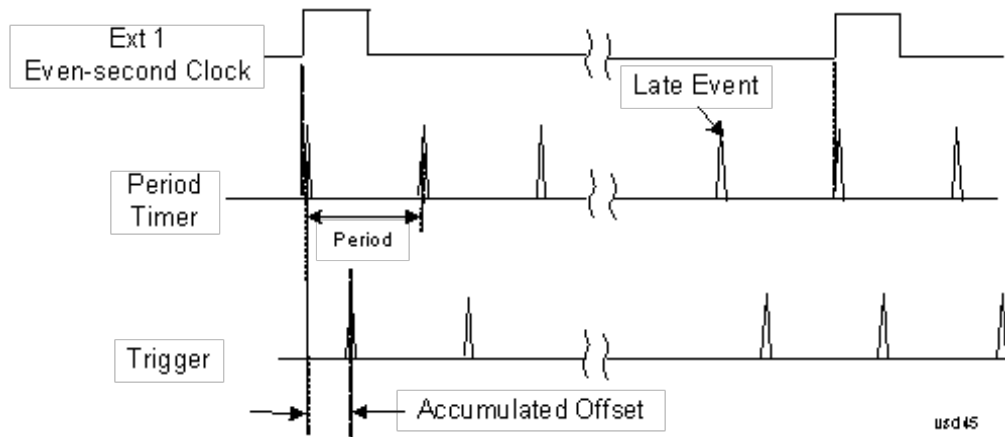 Ext 1
Even-second Clock
Late Event
Period
Timer
Period
Trigger
Accumulated Offset
usd45